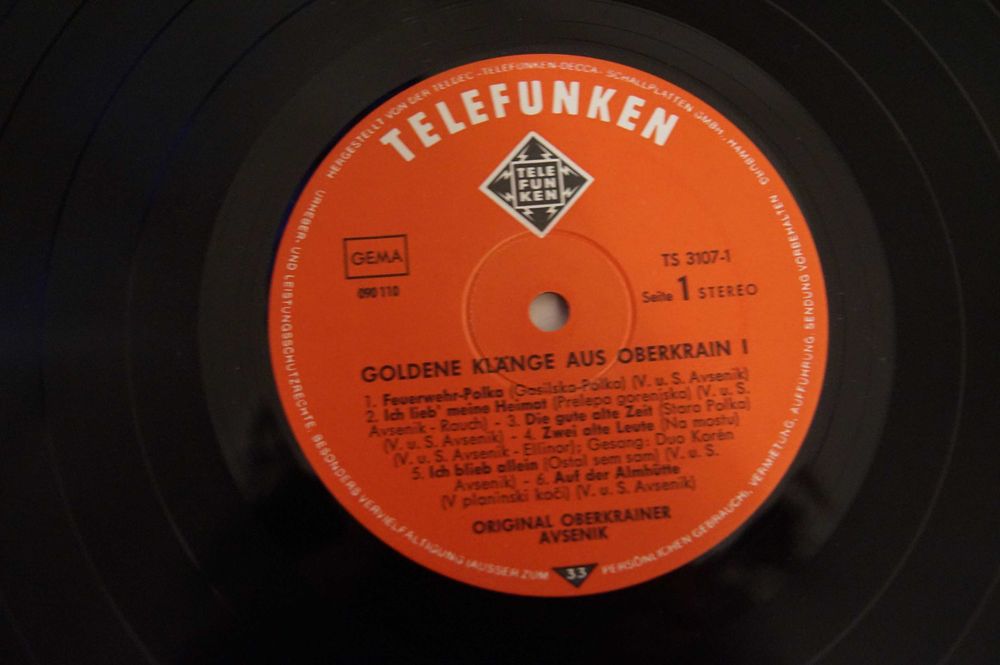 URHEBER- UND LEISTUNGSSCHUTZRECHTE BESONDERS VERVIELFÄLTIGUNG (AUSSER ZUM PERSÖNLICHEN GEBRAUCH), VERMIETUNG, AUFFÜHRUNG, SENDUNG VORBEHALTEN · HERGESTELLT VON DER TELDEC »TELEFUNKEN-DECCA« SCHALLPLATTEN GMBH., HAMBURG ·
TELEFUNKEN
TELE
FUN
KEN
GEMA
090 110
TS 3107-1
Seite 1 STEREO
GOLDENE KLÄNGE AUS OBERKRAIN I
1. Feuerwehr-Polka (Gasilska-Polka) (V. u. S. Avsenik)
2. Ich lieb' meine Heimat (Prelepa gorenjska) (V. u. S.
Avsenik - Rauch) - 3. Die gute alte Zeit (Stara Polka)
(V. u. S. Avsenik) - 4. Zwei alte Leute (Na mostu)
(V. u. S. Avsenik - Ellinor); Gesang: Duo Korén
5. Ich blieb allein (Ostal sem sam) (V. u. S.
Avsenik) - 6. Auf der Almhütte
(V planinski koči) (V. u. S. Avsenik)
ORIGINAL OBERKRAINER
AVSENIK
33